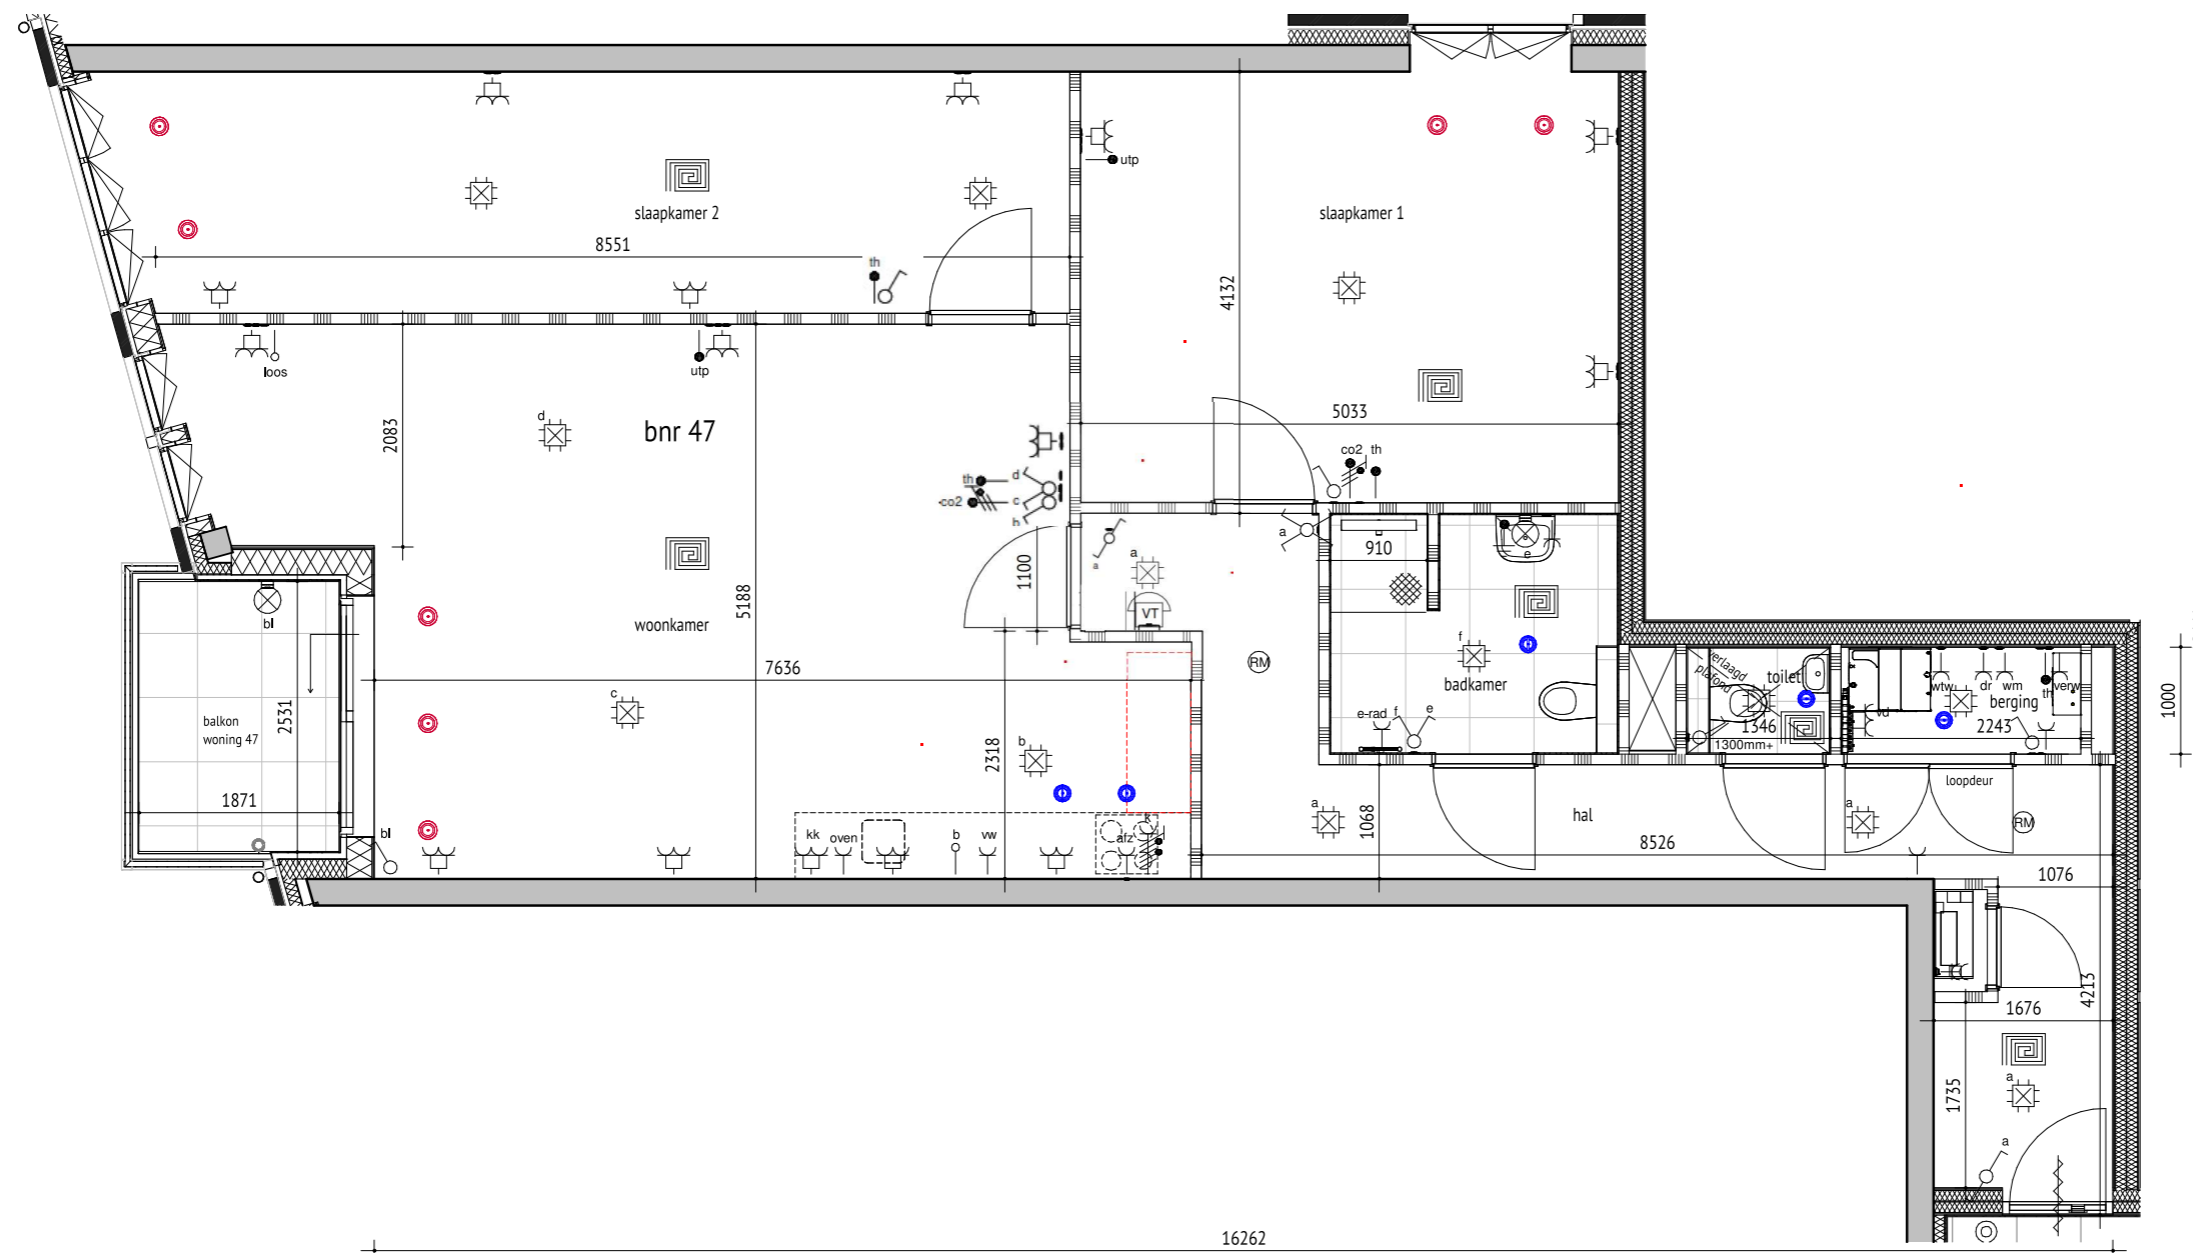 utp
slaapkamer 2
slaapkamer 1
8551
th
4132
loos
utp
d
bnr 47
2083
5033
co2 th
th
d
c
co2
h
a
a
a
910
e
1100
VT
bl
woonkamer
5188
f
RM
badkamer
verlaagd
plafond
toilet
wtw
dr
wm
th
verw
berging
1000
7636
c
balkon
woning 47
2531
e-rad
f
e
1346
vd
2243
1300mm+
b
2318
loopdeur
1871
a
1068
hal
a
RM
bl
kk
oven
b
vw
afz
k
8526
1076
4213
1676
a
1735
a
16262